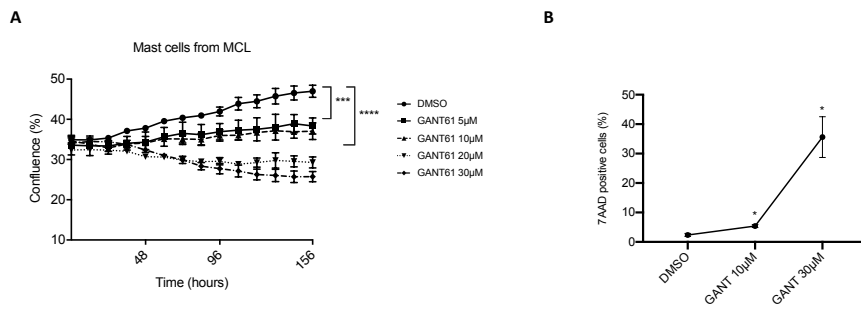 A
Mast cells from MCL
50
40
30
20
10
Confluence (%)
48
96
156
Time (hours)
***
****
DMSO
GANT61 5µM
GANT61 10µM
GANT61 20µM
GANT61 30µM
B
50
40
30
20
10
0
7AAD positive cells (%)
*
*
DMSO
GANT 10µM
GANT 30µM